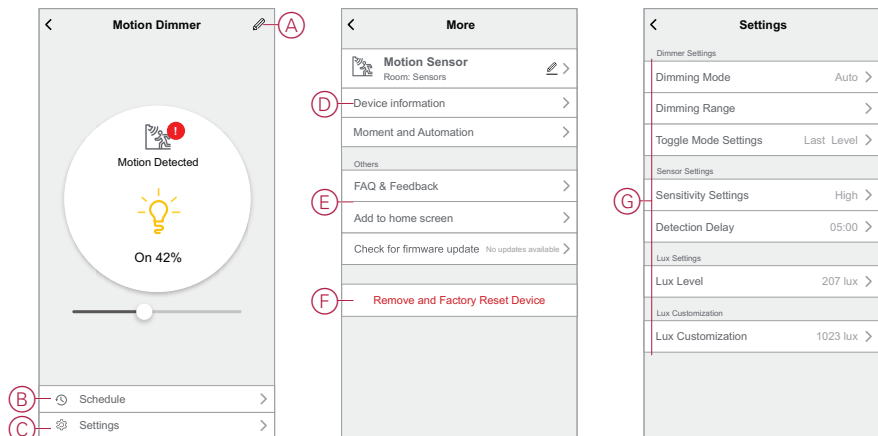 Motion Dimmer
A
!
Motion Detected
On 42%
B
Schedule
C
Settings
More
Motion Sensor
Room: Sensors
D
Device information
Moment and Automation
Others
E
FAQ & Feedback
Add to home screen
Check for firmware update No updates available
F
Remove and Factory Reset Device
Settings
Dimmer Settings
Dimming Mode Auto
Dimming Range
Toggle Mode Settings Last Level
Sensor Settings
G
Sensitivity Settings High
Detection Delay 05:00
Lux Settings
Lux Level 207 lux
Lux Customization
Lux Customization 1023 lux